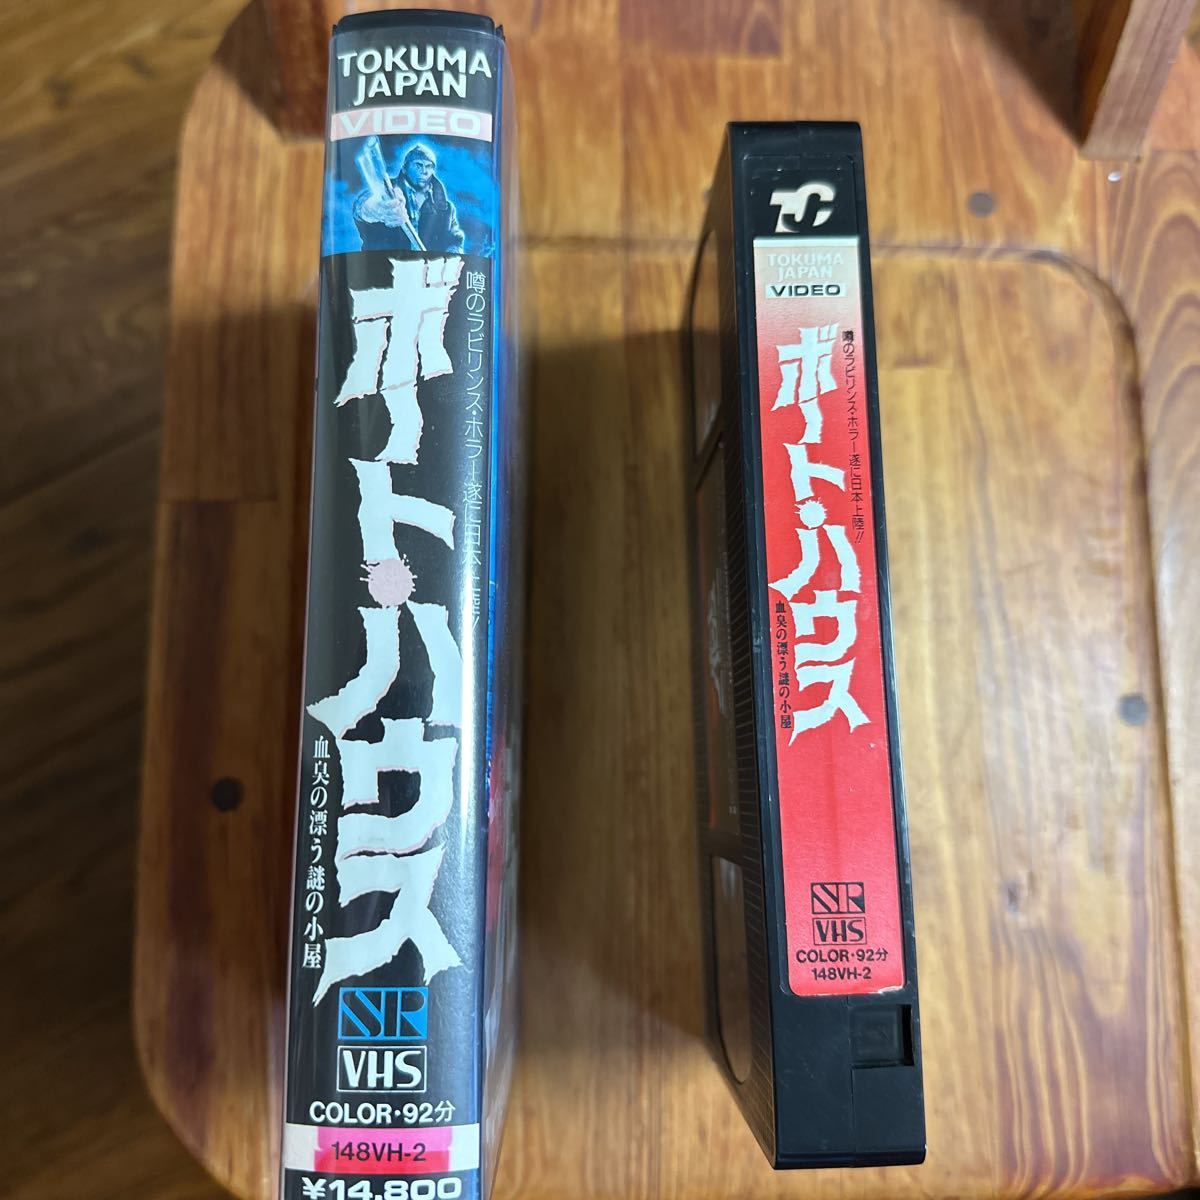 TOKUMA
JAPAN
VIDEO
噂のラビリンス・ホラー遂に日本上陸!!
ボート・ハウス
血臭の漂う謎の小屋
SR
VHS
COLOR・92分
148VH-2
¥14,800
TOKUMA
JAPAN
VIDEO
噂のラビリンス・ホラー遂に日本上陸!!
ボート・ハウス
血臭の漂う謎の小屋
SR
VHS
COLOR・92分
148VH-2